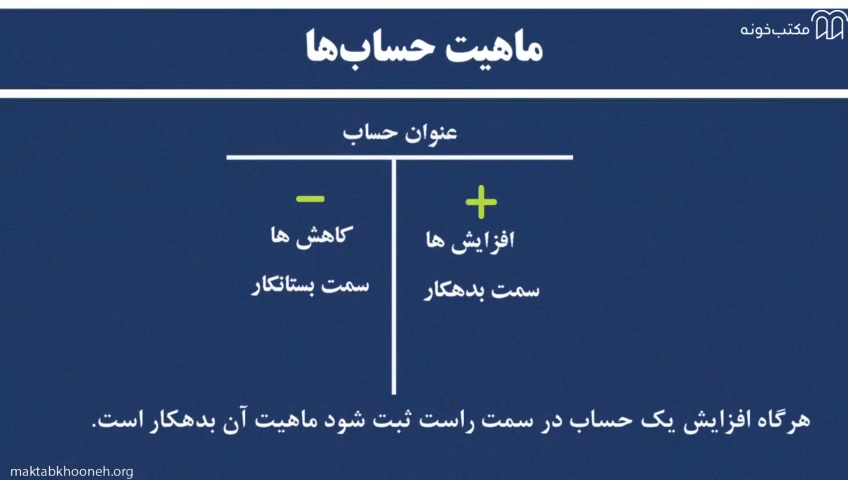 مکتب‌خونه
ماهیت حساب‌ها
عنوان حساب
+
افزایش ها
سمت بدهکار
−
کاهش ها
سمت بستانکار
هرگاه افزایش یک حساب در سمت راست ثبت شود ماهیت آن بدهکار است.
maktabkhooneh.org